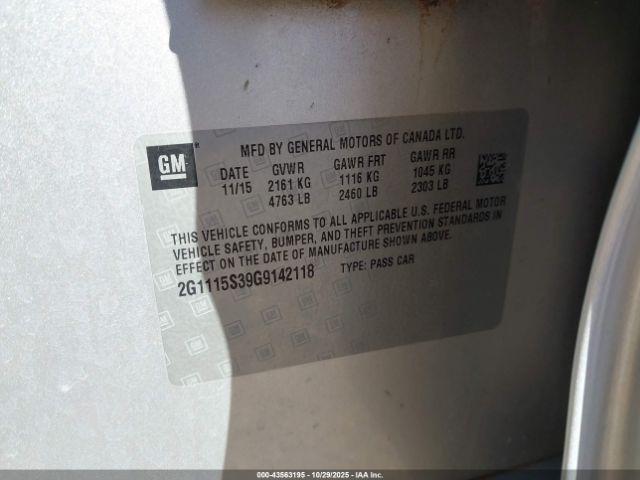 GM
MFD BY GENERAL MOTORS OF CANADA LTD.
DATE GVWR GAWR FRT GAWR RR
11/15 2161 KG 1116 KG 1045 KG
4763 LB 2460 LB 2303 LB
THIS VEHICLE CONFORMS TO ALL APPLICABLE U.S. FEDERAL MOTOR
VEHICLE SAFETY, BUMPER, AND THEFT PREVENTION STANDARDS IN
EFFECT ON THE DATE OF MANUFACTURE SHOWN ABOVE.
2G1115S39G9142118 TYPE: PASS CAR
000-43563195 - 10/29/2025 - IAA Inc.